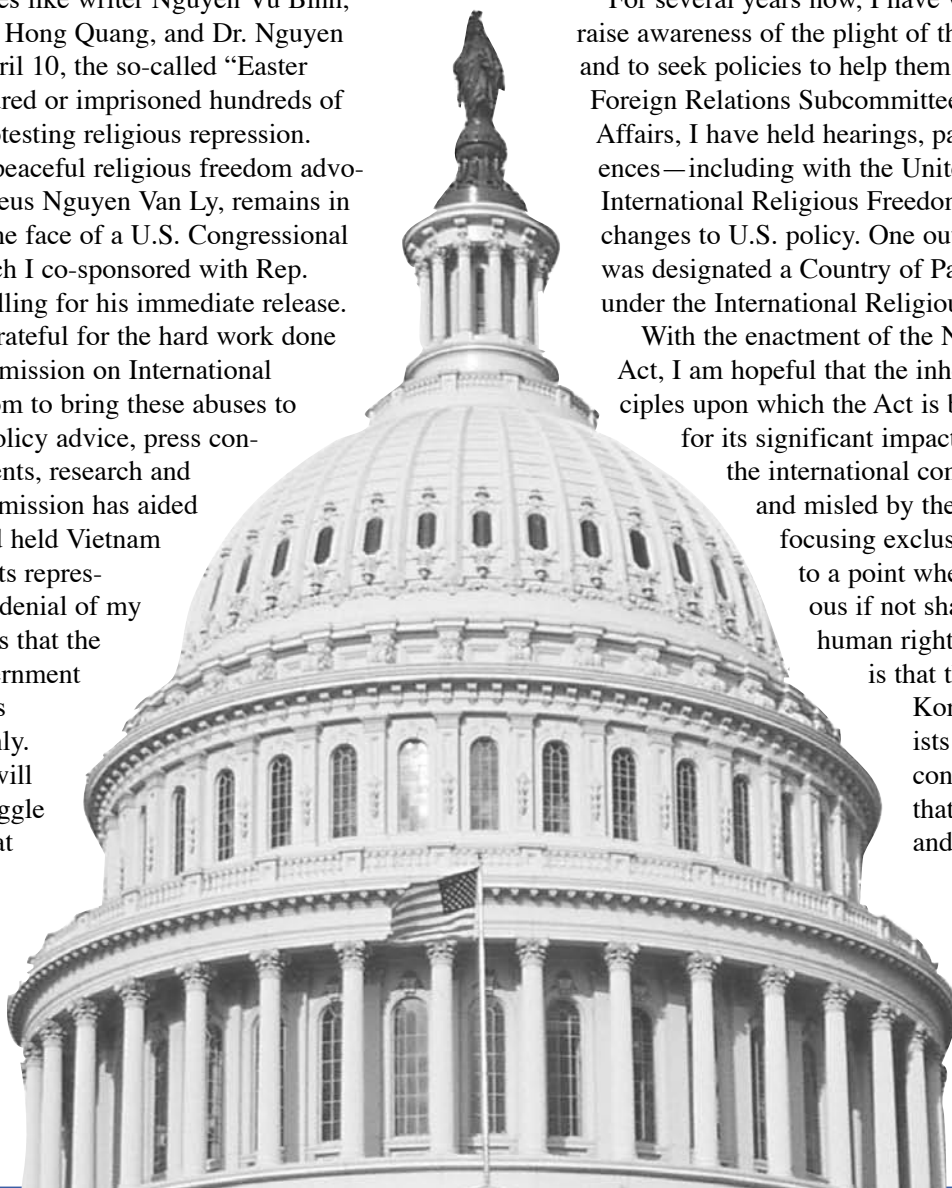 es like writer Nguyen Vu Binh,
Hong Quang, and Dr. Nguyen
ril 10, the so-called “Easter
ured or imprisoned hundreds of
otesting religious repression.
peaceful religious freedom advo-
eus Nguyen Van Ly, remains in
he face of a U.S. Congressional
ch I co-sponsored with Rep.
lling for his immediate release.
rateful for the hard work done
mission on International
om to bring these abuses to
olicy advice, press con-
ents, research and
mission has aided
d held Vietnam
ts repres-
denial of my
s that the
ernment
s
nly.
will
ggle
at
For several years now, I have
raise awareness of the plight of th
and to seek policies to help them
Foreign Relations Subcommittee
Affairs, I have held hearings, pa
ences—including with the Unite
International Religious Freedom
changes to U.S. policy. One out
was designated a Country of Pa
under the International Religiou
With the enactment of the N
Act, I am hopeful that the inh
ciples upon which the Act is b
for its significant impact
the international com
and misled by the
focusing exclus
to a point whe
ous if not sha
human right
is that t
Kor
ists
con
that
and